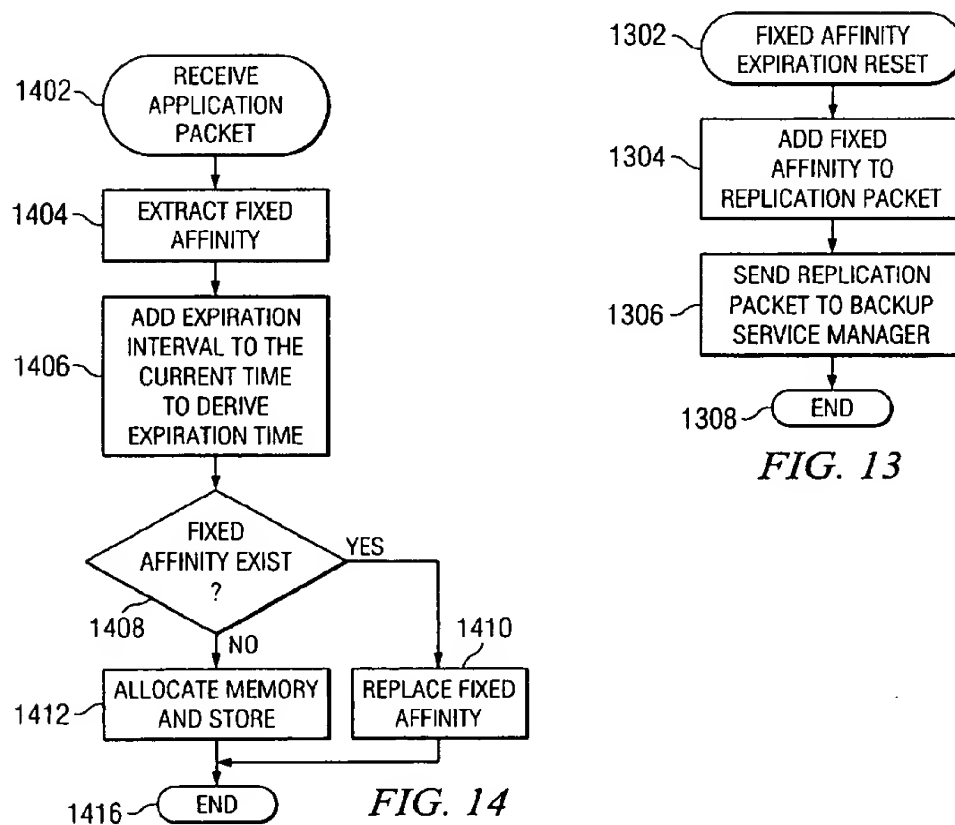 1402
RECEIVE
APPLICATION
PACKET
1404
EXTRACT FIXED
AFFINITY
1406
ADD EXPIRATION
INTERVAL TO THE
CURRENT TIME
TO DERIVE
EXPIRATION TIME
FIXED
AFFINITY EXIST
?
YES
1408
NO
1410
1412
ALLOCATE MEMORY
AND STORE
REPLACE FIXED
AFFINITY
1416
END
FIG. 14
1302
FIXED AFFINITY
EXPIRATION RESET
1304
ADD FIXED
AFFINITY TO
REPLICATION PACKET
1306
SEND REPLICATION
PACKET TO BACKUP
SERVICE MANAGER
1308
END
FIG. 13